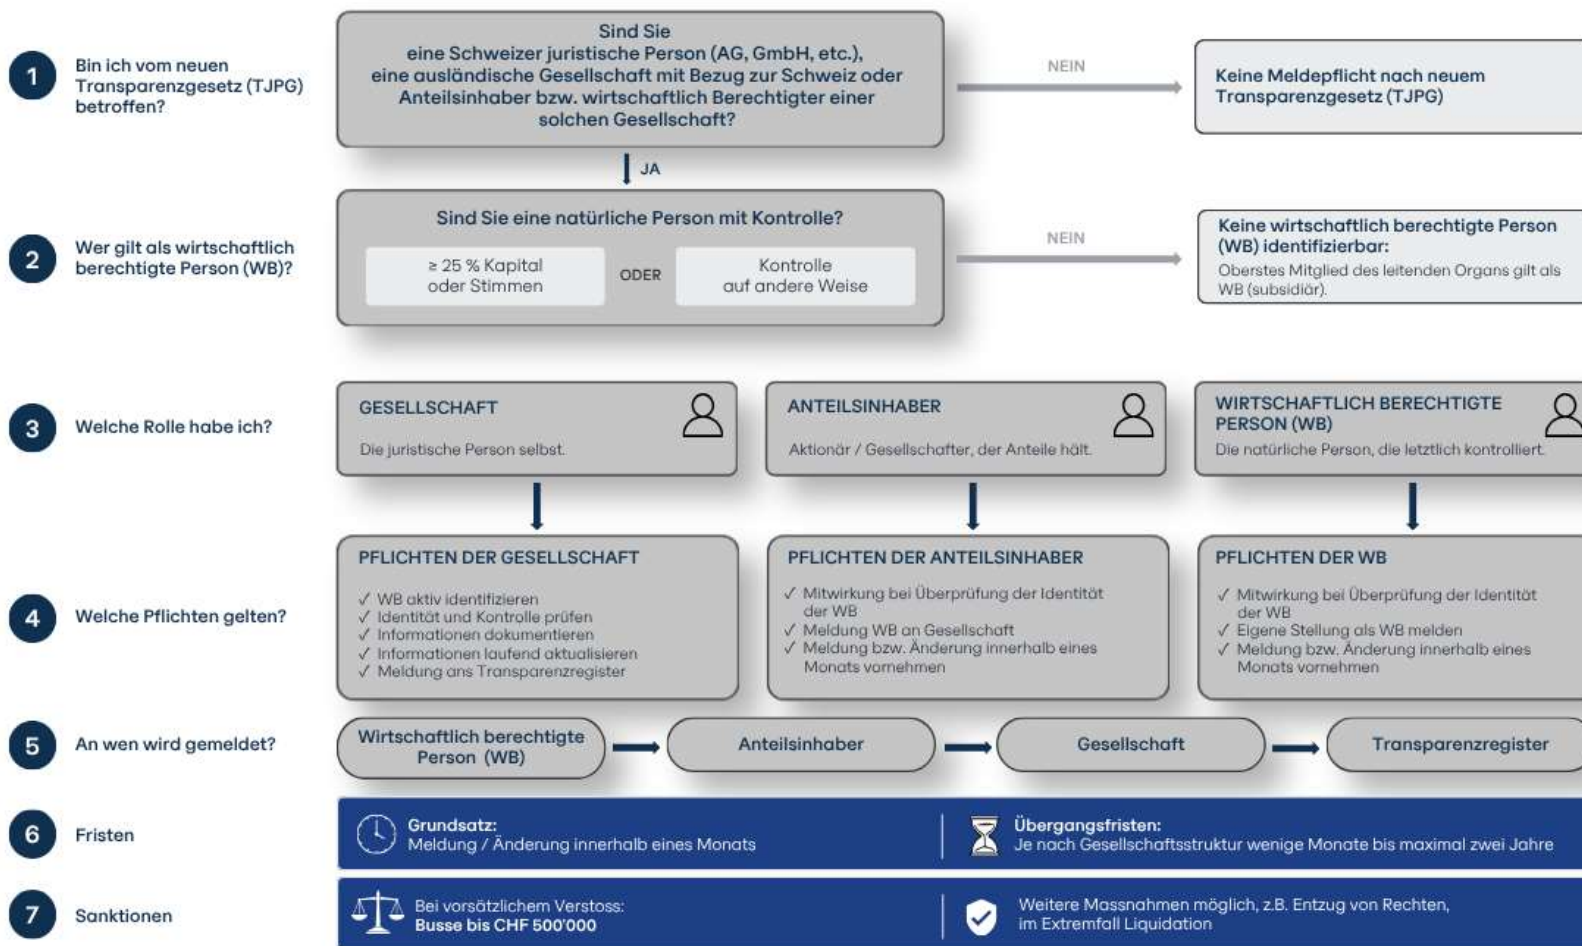 1
Bin ich vom neuen
Transparenzgesetz (TJPG)
betroffen?
Sind Sie
eine Schweizer juristische Person (AG, GmbH, etc.),
eine ausländische Gesellschaft mit Bezug zur Schweiz oder
Anteilsinhaber bzw. wirtschaftlich Berechtigter einer
solchen Gesellschaft?
NEIN
Keine Meldepflicht nach neuem
Transparenzgesetz (TJPG)
JA
2
Wer gilt als wirtschaftlich
berechtigte Person (WB)?
Sind Sie eine natürliche Person mit Kontrolle?
≥ 25 % Kapital
oder Stimmen
ODER
Kontrolle
auf andere Weise
NEIN
Keine wirtschaftlich berechtigte Person
(WB) identifizierbar:
Oberstes Mitglied des leitenden Organs gilt als
WB (subsidiär).
3
Welche Rolle habe ich?
GESELLSCHAFT
Die juristische Person selbst.
ANTEILSINHABER
Aktionär / Gesellschafter, der Anteile hält.
WIRTSCHAFTLICH BERECHTIGTE
PERSON (WB)
Die natürliche Person, die letztlich kontrolliert.
4
Welche Pflichten gelten?
PFLICHTEN DER GESELLSCHAFT
✓ WB aktiv identifizieren
✓ Identität und Kontrolle prüfen
✓ Informationen dokumentieren
✓ Informationen laufend aktualisieren
✓ Meldung ans Transparenzregister
PFLICHTEN DER ANTEILSINHABER
✓ Mitwirkung bei Überprüfung der Identität
der WB
✓ Meldung WB an Gesellschaft
✓ Meldung bzw. Änderung innerhalb eines
Monats vornehmen
PFLICHTEN DER WB
✓ Mitwirkung bei Überprüfung der Identität
der WB
✓ Eigene Stellung als WB melden
✓ Meldung bzw. Änderung innerhalb eines
Monats vornehmen
5
An wen wird gemeldet?
Wirtschaftlich berechtigte
Person (WB)
Anteilsinhaber
Gesellschaft
Transparenzregister
6
Fristen
Grundsatz:
Meldung / Änderung innerhalb eines Monats
Übergangsfristen:
Je nach Gesellschaftsstruktur wenige Monate bis maximal zwei Jahre
7
Sanktionen
Bei vorsätzlichem Verstoss:
Busse bis CHF 500'000
Weitere Massnahmen möglich, z.B. Entzug von Rechten,
im Extremfall Liquidation